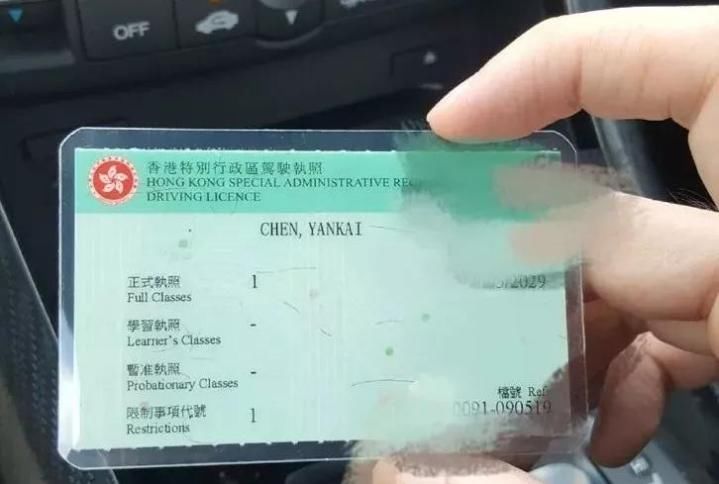 OFF
香港特別行政區駕駛執照
HONG KONG SPECIAL ADMINISTRATIVE
DRIVING LICENCE
CHEN, YANKAI
正式執照 1
Full Classes
/2029
學習執照 -
Learner's Classes
暫准執照 -
Probationary Classes
檔號 Ref
限制事項代號 1
Restrictions
0091-090519